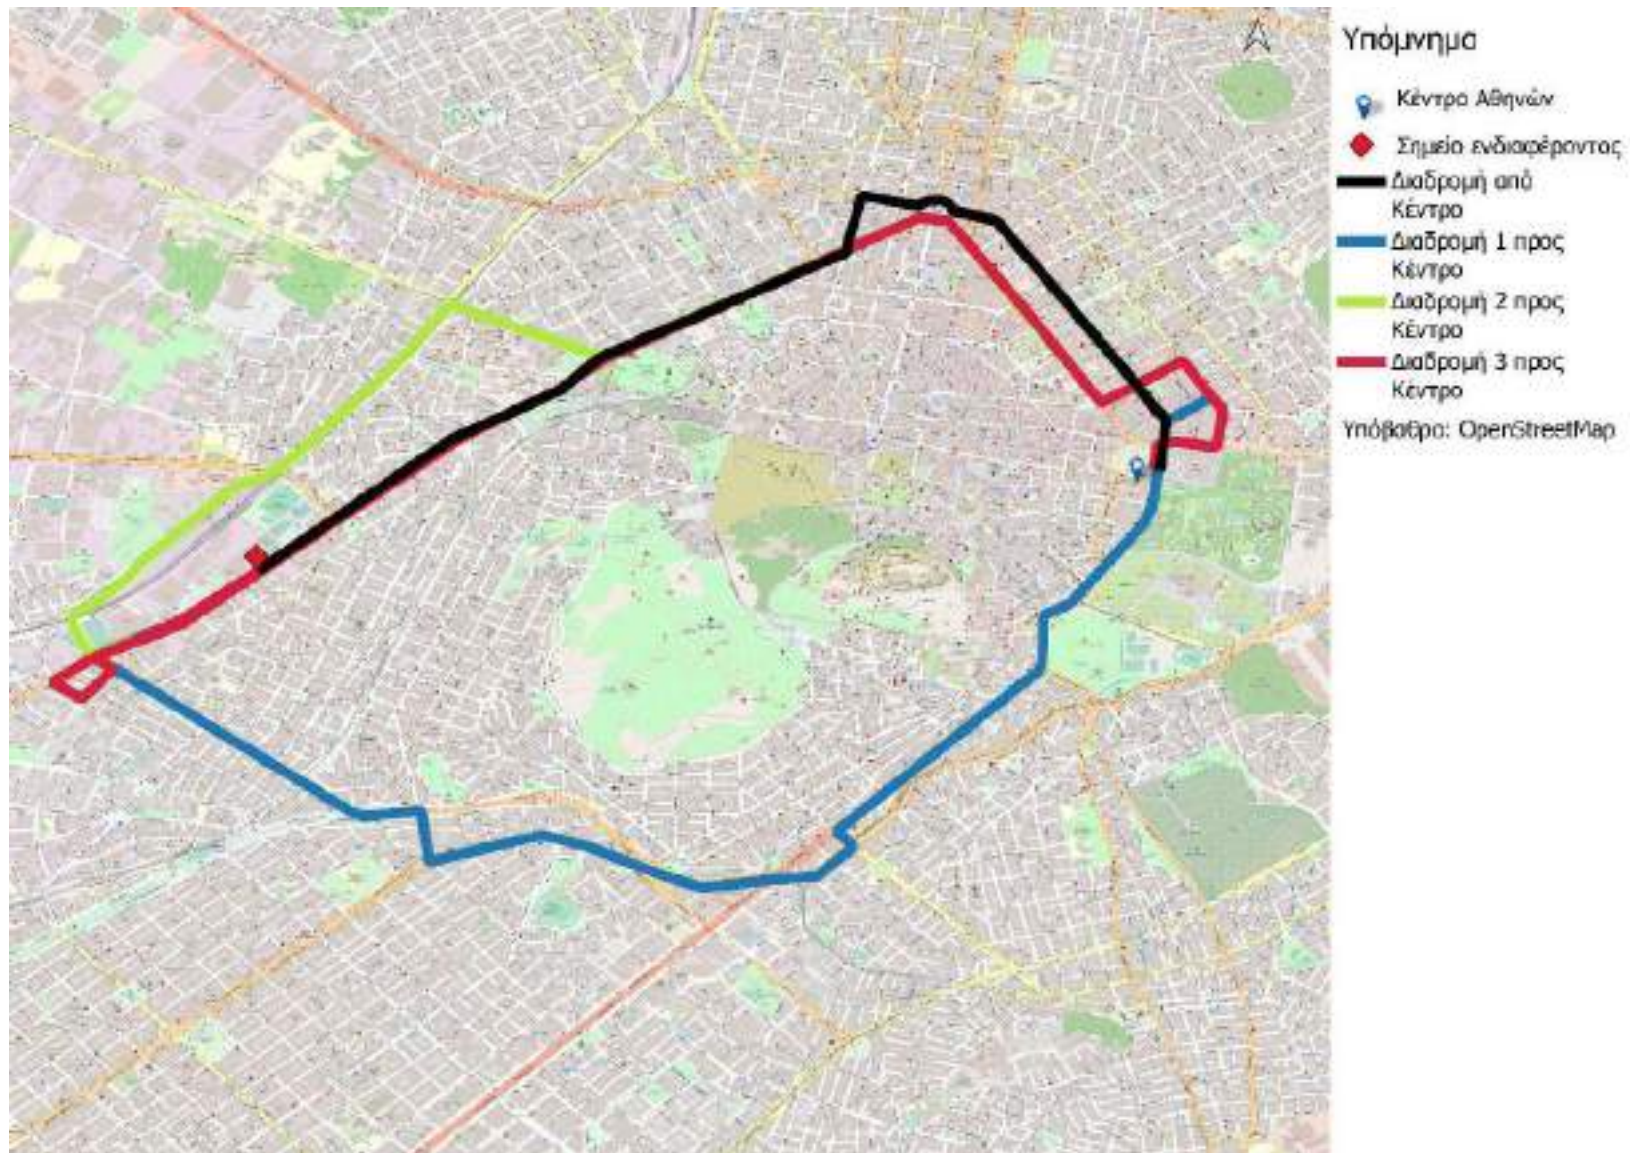 Υπόμνημα
Κέντρο Αθηνών
Σημείο ενδιαφέροντος
Διαδρομή από
Κέντρο
Διαδρομή 1 προς
Κέντρο
Διαδρομή 2 προς
Κέντρο
Διαδρομή 3 προς
Κέντρο
Υπόβαθρο: OpenStreetMap